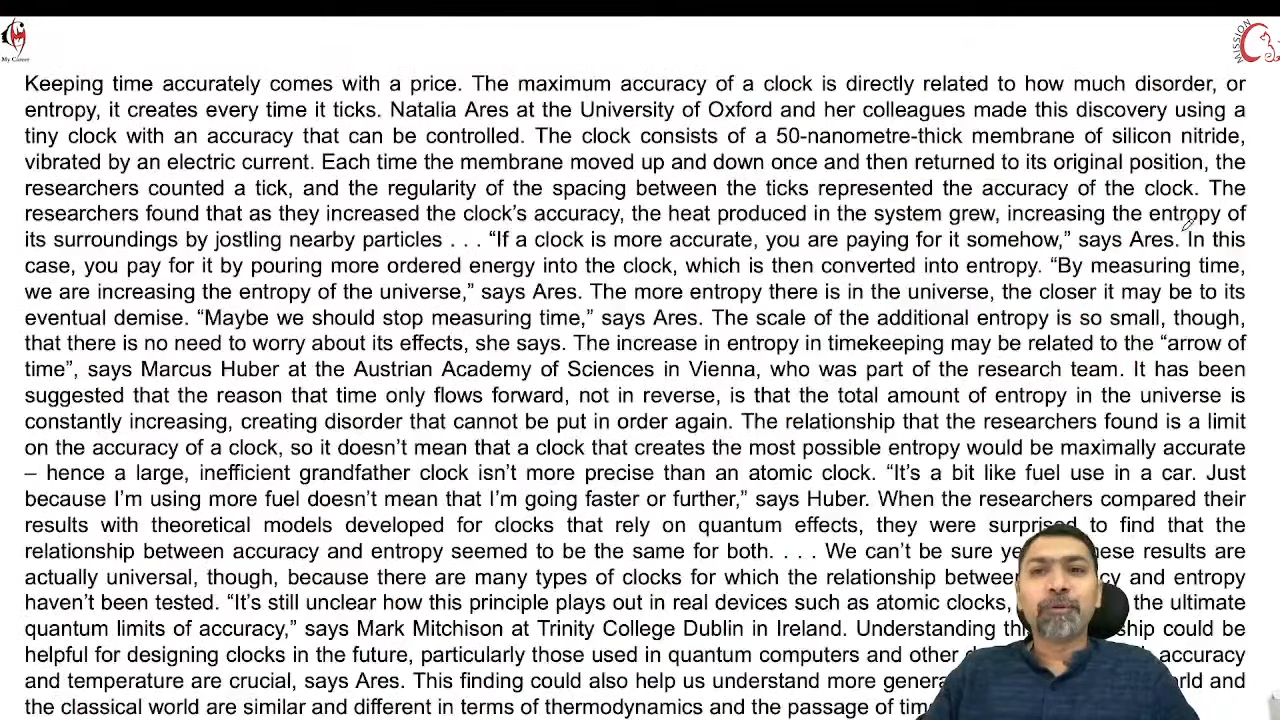 My Career
MISSION
Keeping time accurately comes with a price. The maximum accuracy of a clock is directly related to how much disorder, or
entropy, it creates every time it ticks. Natalia Ares at the University of Oxford and her colleagues made this discovery using a
tiny clock with an accuracy that can be controlled. The clock consists of a 50-nanometre-thick membrane of silicon nitride,
vibrated by an electric current. Each time the membrane moved up and down once and then returned to its original position, the
researchers counted a tick, and the regularity of the spacing between the ticks represented the accuracy of the clock. The
researchers found that as they increased the clock’s accuracy, the heat produced in the system grew, increasing the entropy of
its surroundings by jostling nearby particles . . . “If a clock is more accurate, you are paying for it somehow,” says Ares. In this
case, you pay for it by pouring more ordered energy into the clock, which is then converted into entropy. “By measuring time,
we are increasing the entropy of the universe,” says Ares. The more entropy there is in the universe, the closer it may be to its
eventual demise. “Maybe we should stop measuring time,” says Ares. The scale of the additional entropy is so small, though,
that there is no need to worry about its effects, she says. The increase in entropy in timekeeping may be related to the “arrow of
time”, says Marcus Huber at the Austrian Academy of Sciences in Vienna, who was part of the research team. It has been
suggested that the reason that time only flows forward, not in reverse, is that the total amount of entropy in the universe is
constantly increasing, creating disorder that cannot be put in order again. The relationship that the researchers found is a limit
on the accuracy of a clock, so it doesn’t mean that a clock that creates the most possible entropy would be maximally accurate
– hence a large, inefficient grandfather clock isn’t more precise than an atomic clock. “It’s a bit like fuel use in a car. Just
because I’m using more fuel doesn’t mean that I’m going faster or further,” says Huber. When the researchers compared their
results with theoretical models developed for clocks that rely on quantum effects, they were surprised to find that the
relationship between accuracy and entropy seemed to be the same for both. . . . We can’t be sure these results are
actually universal, though, because there are many types of clocks for which the relationship and entropy
haven’t been tested. “It’s still unclear how this principle plays out in real devices such as atomic clocks, the ultimate
quantum limits of accuracy,” says Mark Mitchison at Trinity College Dublin in Ireland. Understanding could be
helpful for designing clocks in the future, particularly those used in quantum computers and other accuracy
and temperature are crucial, says Ares. This finding could also help us understand more and
the classical world are similar and different in terms of thermodynamics and the passage of